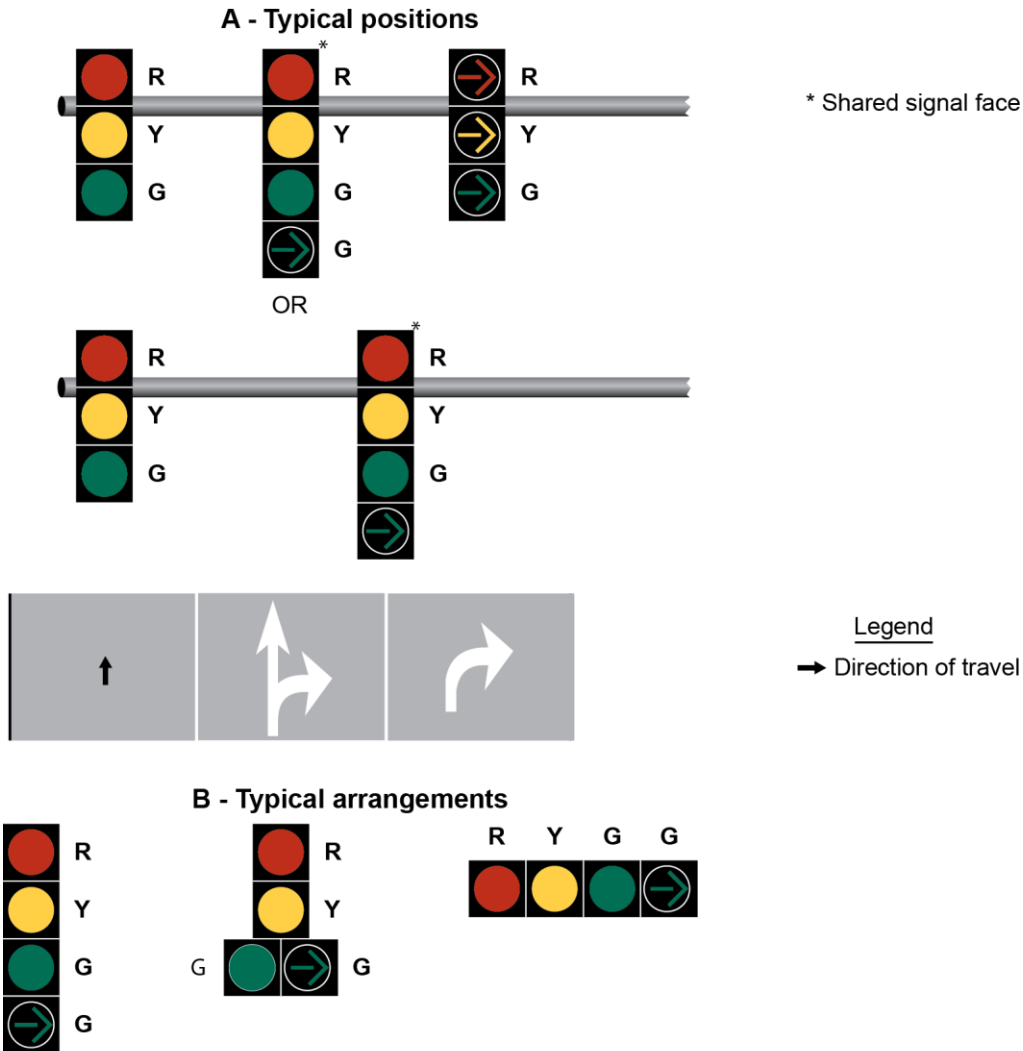 A - Typical positions
*
R R R
* Shared signal face
Y Y Y
G G G
G
OR
*
R R
Y Y
G G
Legend
Direction of travel
B - Typical arrangements
R R
R Y G G
Y Y
G G G
G